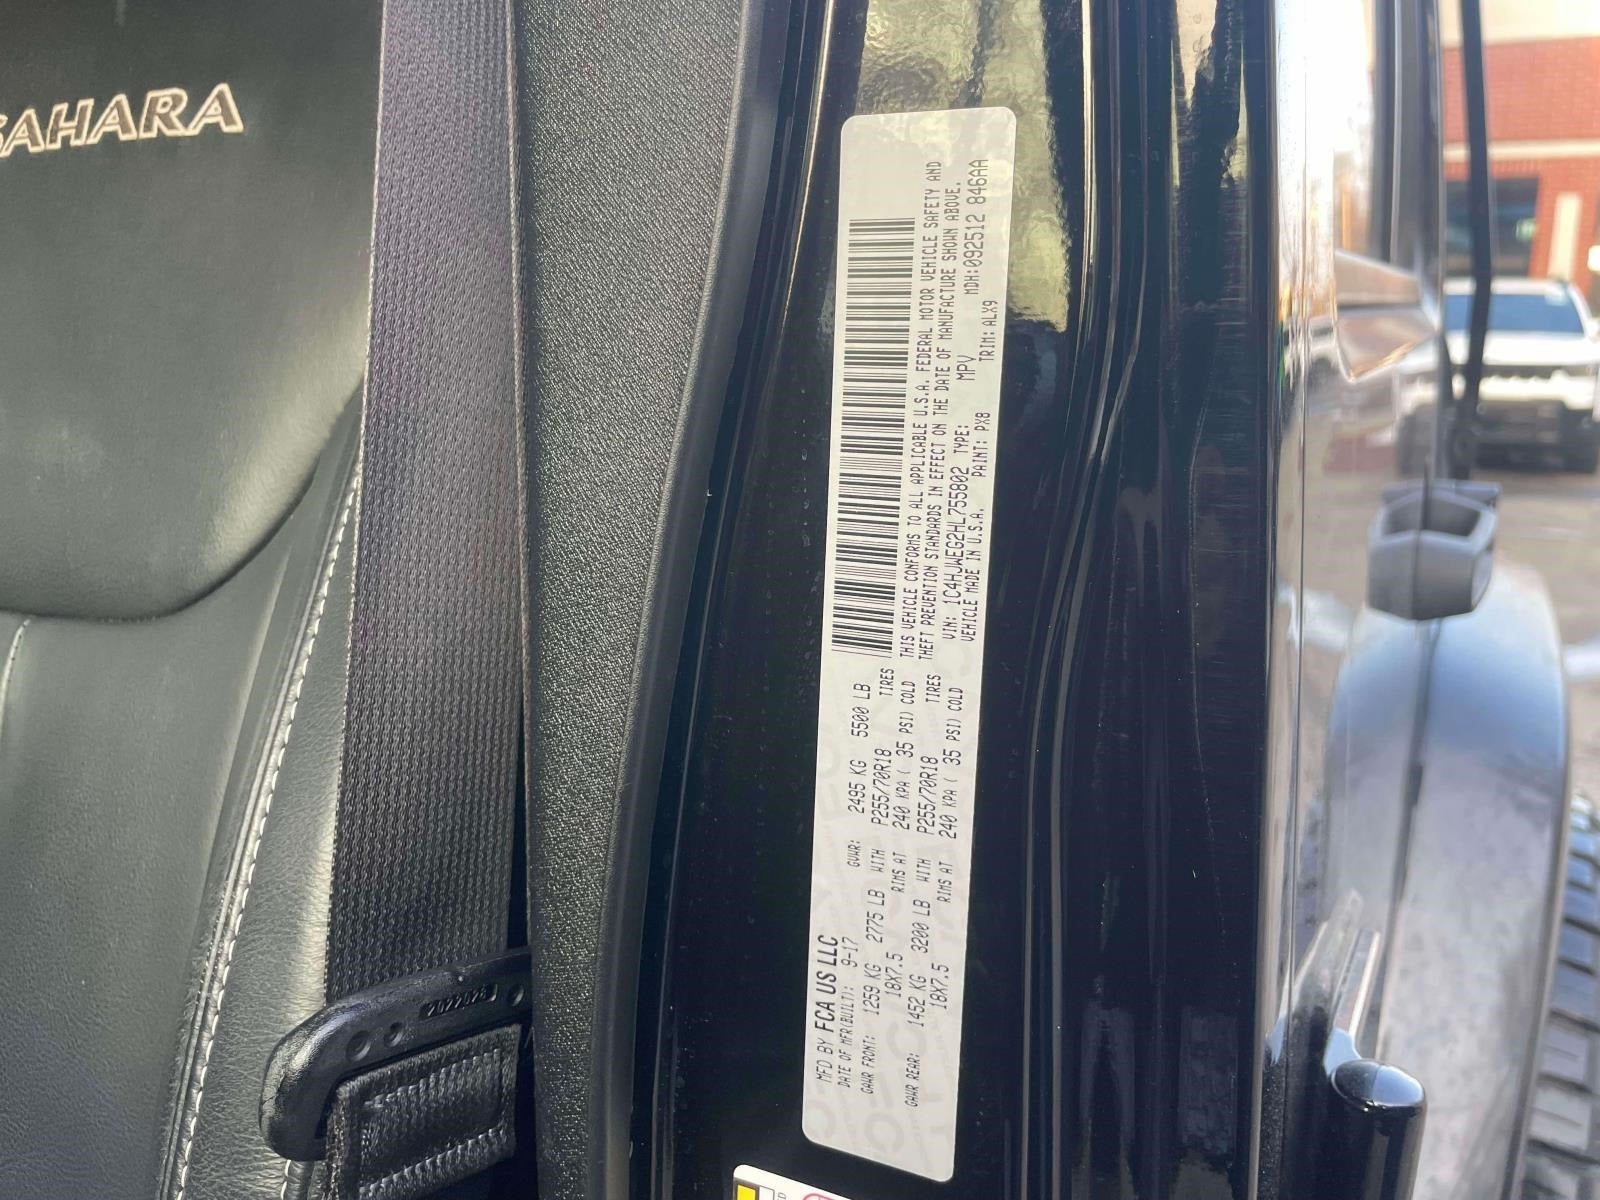 SAHARA
MFD BY FCA US LLC
DATE OF MFR(BUILT): 9-17 GVWR: 2495 KG 5500 LB
GAWR FRONT: 1259 KG 2775 LB WITH P255/70R18 TIRES
18X7.5 RIMS AT 240 KPA ( 35 PSI) COLD
GAWR REAR: 1452 KG 3200 LB WITH P255/70R18 TIRES
18X7.5 RIMS AT 240 KPA ( 35 PSI) COLD
THIS VEHICLE CONFORMS TO ALL APPLICABLE U.S.A. FEDERAL MOTOR VEHICLE SAFETY AND
THEFT PREVENTION STANDARDS IN EFFECT ON THE DATE OF MANUFACTURE SHOWN ABOVE.
VIN: 1C4HJWEG2HL755802 TYPE: MPV MDH:092512 846AA
VEHICLE MADE IN U.S.A. PAINT: PX8 TRIM: ALX9